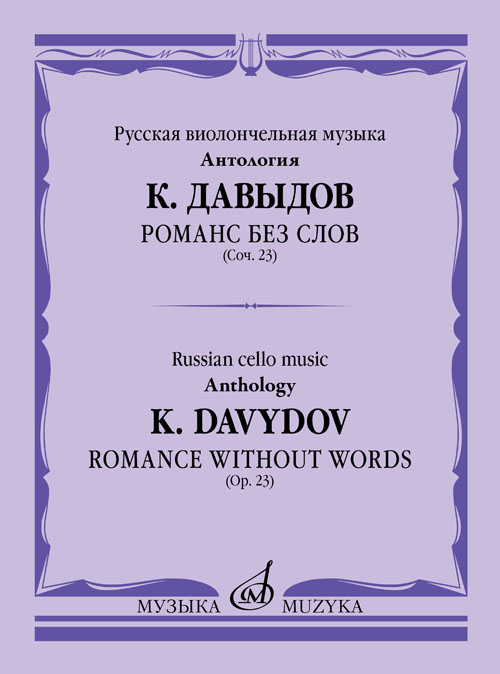 Русская виолончельная музыка
Антология
К. ДАВЫДОВ
РОМАНС БЕЗ СЛОВ
(Соч. 23)
Russian cello music
Anthology
K. DAVYDOV
ROMANCE WITHOUT WORDS
(Op. 23)
МУЗЫКА М MUZYKA